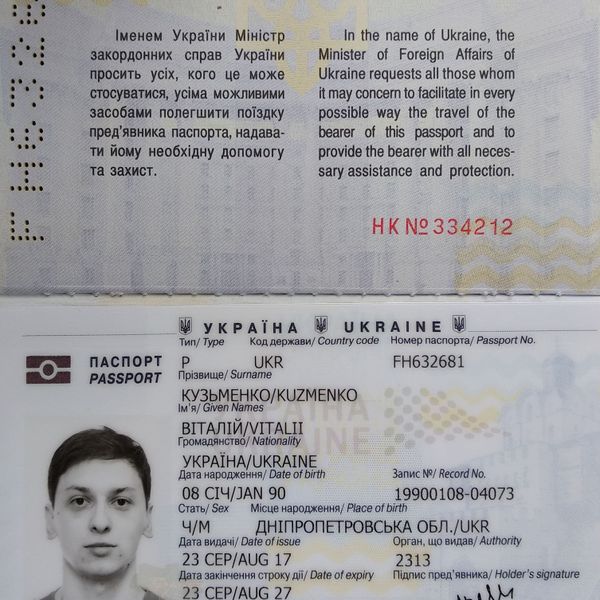 Іменем України Міністр
закордонних справ України
просить усіх, кого це може
стосуватися, усіма можливими
засобами полегшити поїздку
пред'явника паспорта, надава-
ти йому необхідну допомогу
та захист.
In the name of Ukraine, the
Minister of Foreign Affairs of
Ukraine requests all those whom
it may concern to facilitate in every
possible way the travel of the
bearer of this passport and to
provide the bearer with all neces-
sary assistance and protection.
FH6326
НК №334212
УКРАЇНА UKRAINE
ПАСПОРТ
PASSPORT
Тип/ Type Код держави/ Country code Номер паспорта/ Passport No.
P UKR FH632681
Прізвище/ Surname
КУЗЬМЕНКО/KUZMENKO
Ім'я/ Given Names
ВІТАЛІЙ/VITALII
Громадянство/ Nationality
УКРАЇНА/UKRAINE
Дата народження/ Date of birth Запис №/ Record No.
08 СІЧ/JAN 90 19900108-04073
Стать/ Sex Місце народження/ Place of birth
Ч/M ДНІПРОПЕТРОВСЬКА ОБЛ./UKR
Дата видачі/ Date of issue Орган, що видав/ Authority
23 СЕР/AUG 17 2313
Дата закінчення строку дії/ Date of expiry Підпис пред'явника/ Holder's signature
23 СЕР/AUG 27